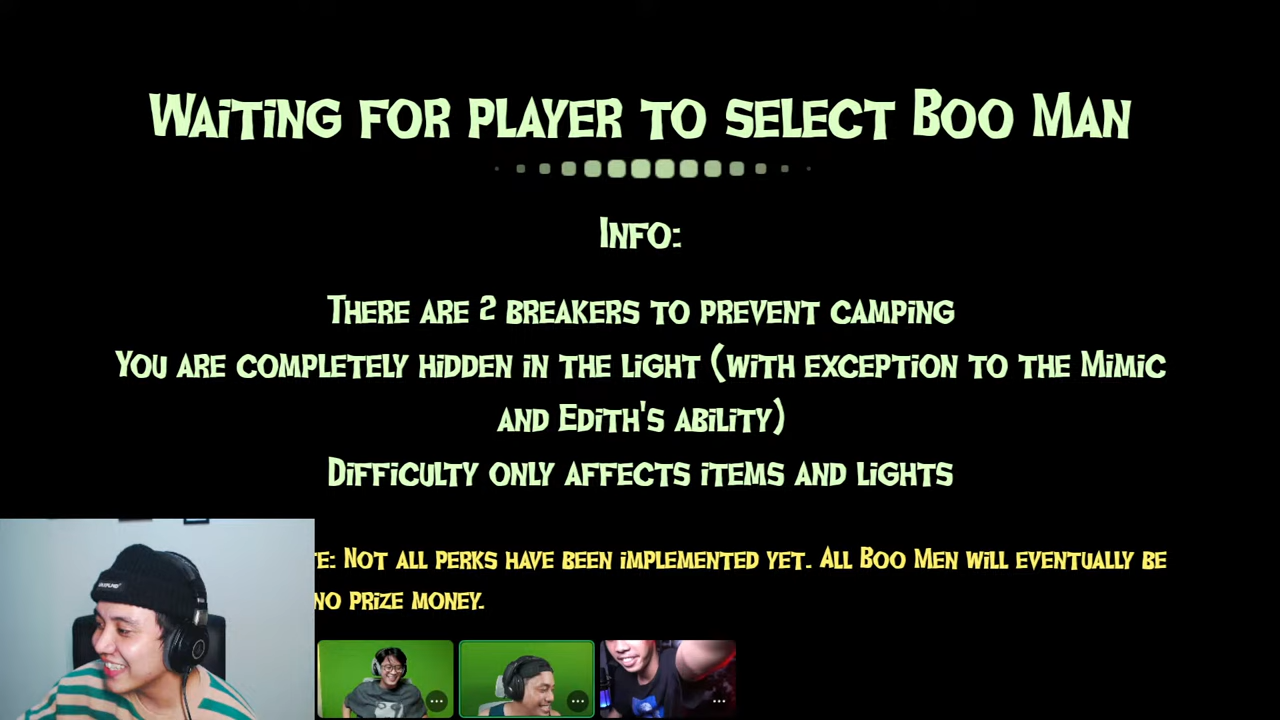 Waiting for player to select Boo Man
Info:
There are 2 breakers to prevent camping
You are completely hidden in the light (with exception to the Mimic
and Edith's ability)
Difficulty only affects items and lights
te: Not all perks have been implemented yet. All Boo Men will eventually be
no prize money.